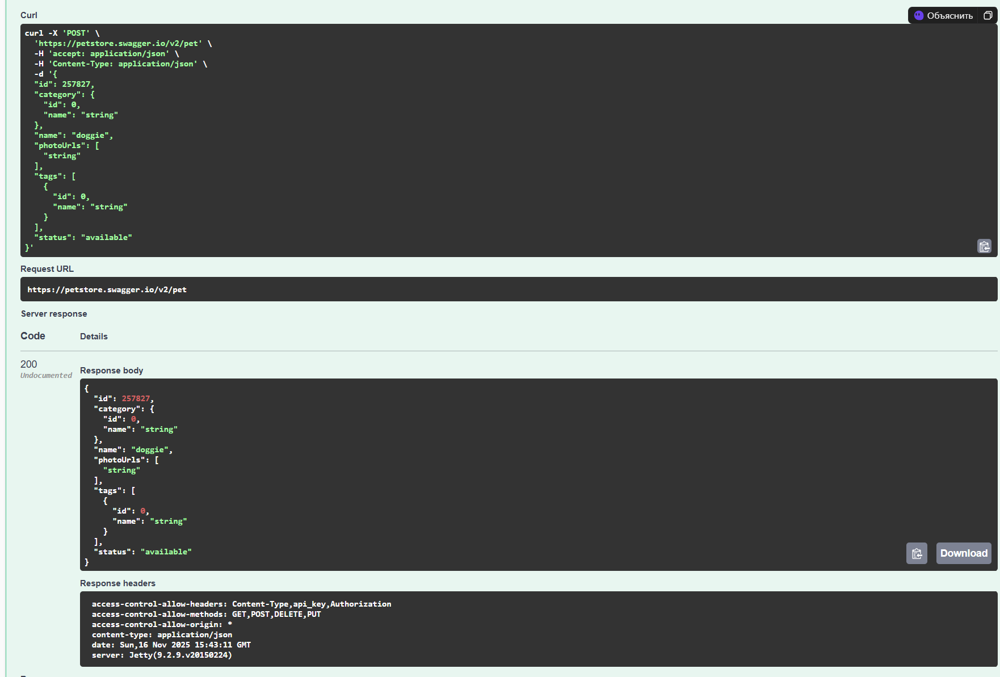 Curl
Объяснить
curl -X 'POST' \
  'https://petstore.swagger.io/v2/pet' \
  -H 'accept: application/json' \
  -H 'Content-Type: application/json' \
  -d '{
  "id": 257827,
  "category": {
    "id": 0,
    "name": "string"
  },
  "name": "doggie",
  "photoUrls": [
    "string"
  ],
  "tags": [
    {
      "id": 0,
      "name": "string"
    }
  ],
  "status": "available"
}'
Request URL
https://petstore.swagger.io/v2/pet
Server response
Code Details
200
Undocumented
Response body
{
  "id": 257827,
  "category": {
    "id": 0,
    "name": "string"
  },
  "name": "doggie",
  "photoUrls": [
    "string"
  ],
  "tags": [
    {
      "id": 0,
      "name": "string"
    }
  ],
  "status": "available"
}
Download
Response headers
access-control-allow-headers: Content-Type,api_key,Authorization
access-control-allow-methods: GET,POST,DELETE,PUT
access-control-allow-origin: *
content-type: application/json
date: Sun,16 Nov 2025 15:43:11 GMT
server: Jetty(9.2.9.v20150224)